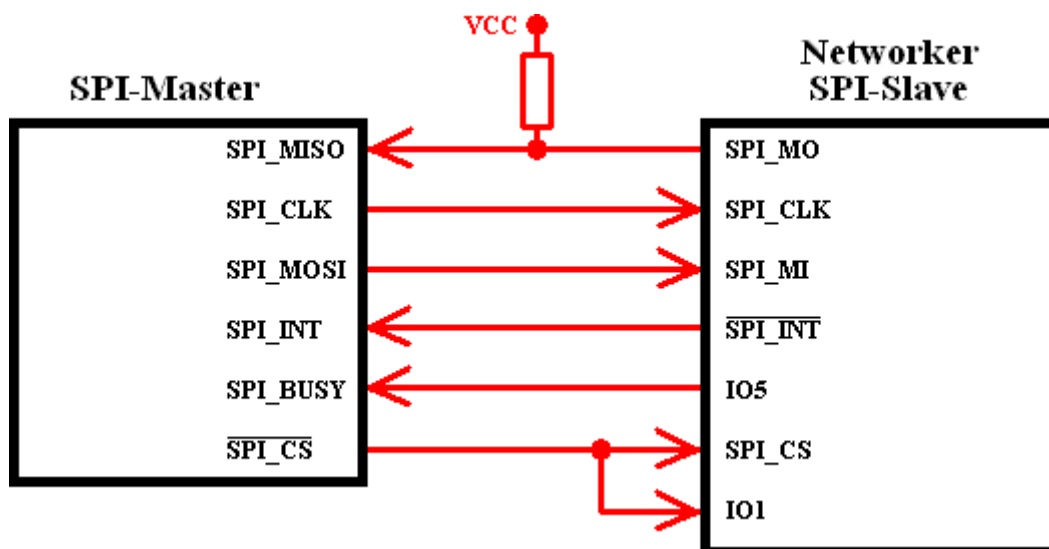 VCC
Networker
SPI-Slave
SPI-Master
SPI_MISO
SPI_MO
SPI_CLK
SPI_CLK
SPI_MOSI
SPI_MI
SPI_INT
SPI_INT
SPI_BUSY
IO5
SPI_CS
SPI_CS
IO1